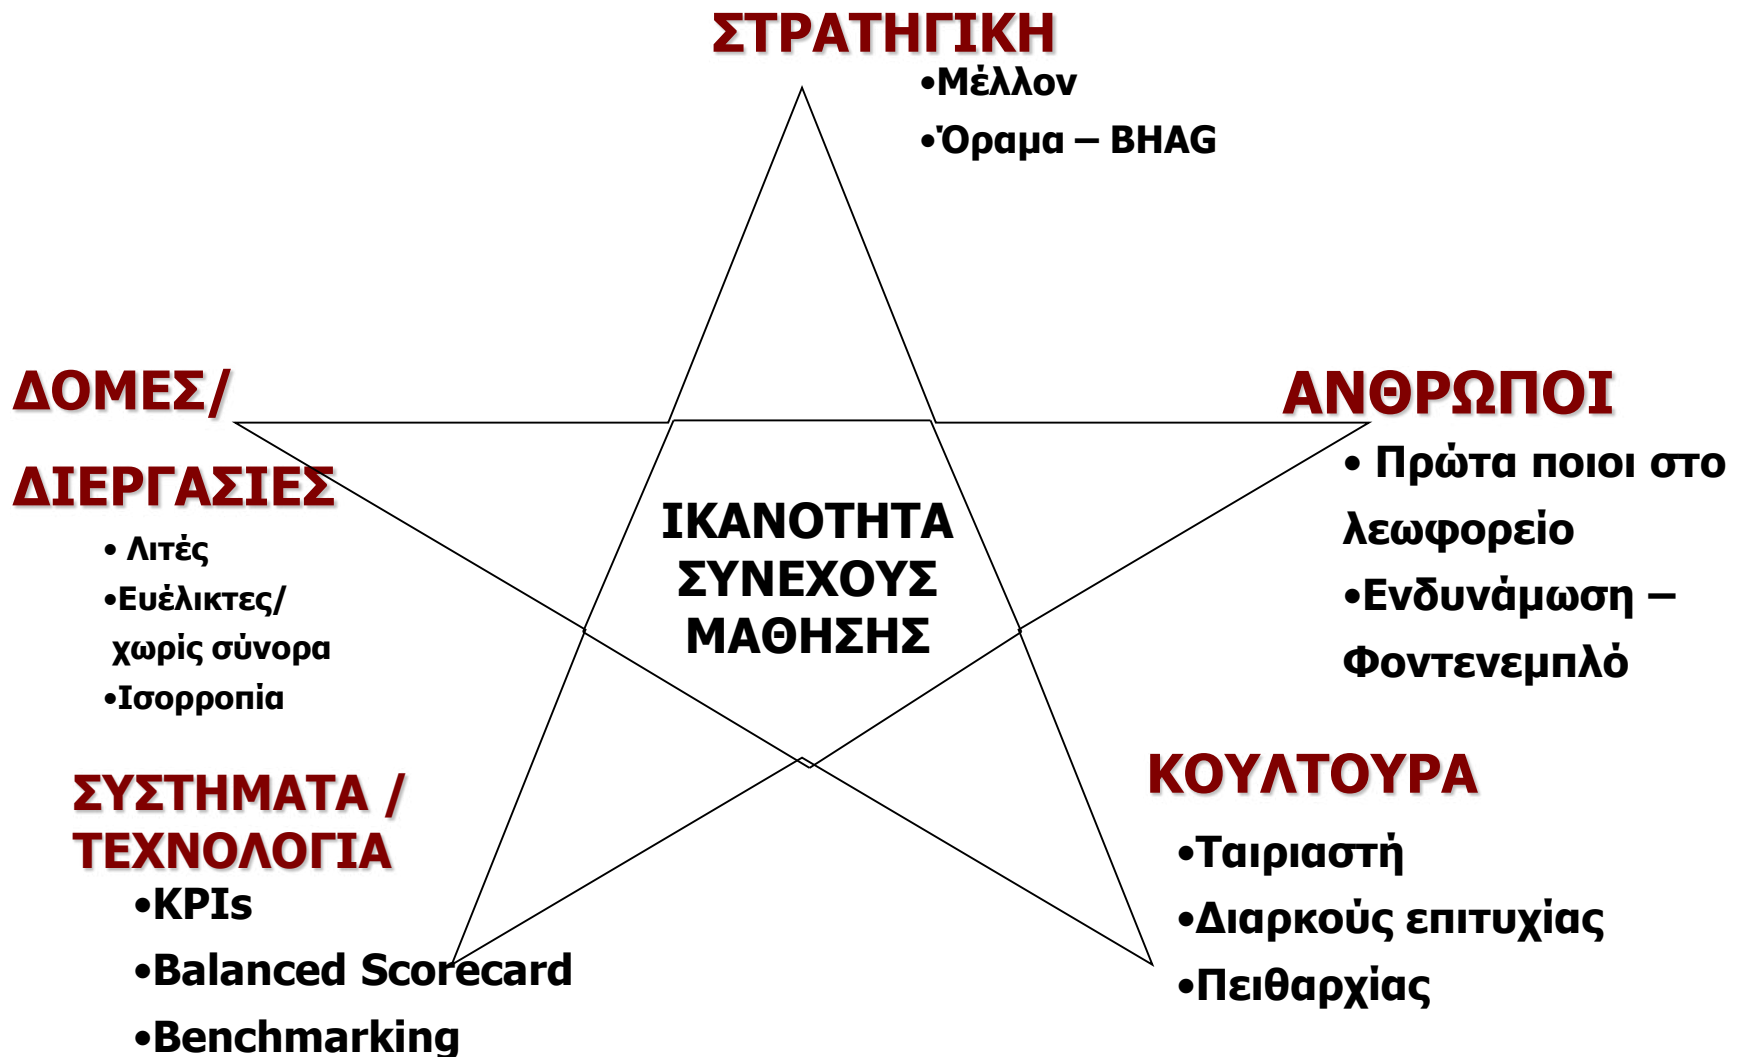 ΣΤΡΑΤΗΓΙΚΗ
•Μέλλον
•Όραμα – BHAG
ΔΟΜΕΣ/
ΔΙΕΡΓΑΣΙΕΣ
• Λιτές
•Ευέλικτες/
χωρίς σύνορα
•Ισορροπία
ΙΚΑΝΟΤΗΤΑ
ΣΥΝΕΧΟΥΣ
ΜΑΘΗΣΗΣ
ΑΝΘΡΩΠΟΙ
• Πρώτα ποιοι στο
λεωφορείο
•Ενδυνάμωση –
Φοντενεμπλό
ΣΥΣΤΗΜΑΤΑ /
ΤΕΧΝΟΛΟΓΙΑ
•KPIs
•Balanced Scorecard
•Benchmarking
ΚΟΥΛΤΟΥΡΑ
•Ταιριαστή
•Διαρκούς επιτυχίας
•Πειθαρχίας